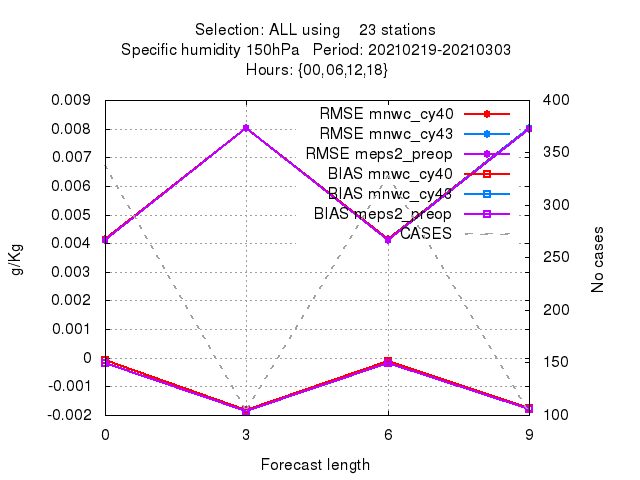 Selection: ALL using    23 stations
Specific humidity 150hPa   Period: 20210219-20210303
Hours: {00,06,12,18}
0.009
0.008
0.007
0.006
0.005
0.004
0.003
0.002
0.001
0
-0.001
-0.002
g/Kg
RMSE mnwc_cy40
RMSE mnwc_cy43
RMSE meps2_preop
BIAS mnwc_cy40
BIAS mnwc_cy43
BIAS meps2_preop
CASES
400
350
300
250
200
150
100
No cases
0 3 6 9
Forecast length